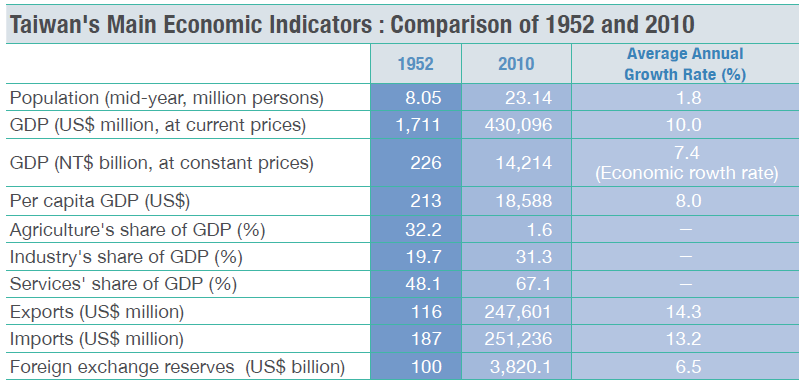 Taiwan's Main Economic Indicators : Comparison of 1952 and 2010
1952 2010 Average Annual
Growth Rate (%)
Population (mid-year, million persons) 8.05 23.14 1.8
GDP (US$ million, at current prices) 1,711 430,096 10.0
GDP (NT$ billion, at constant prices) 226 14,214 7.4
(Economic rowth rate)
Per capita GDP (US$) 213 18,588 8.0
Agriculture's share of GDP (%) 32.2 1.6 –
Industry's share of GDP (%) 19.7 31.3 –
Services' share of GDP (%) 48.1 67.1 –
Exports (US$ million) 116 247,601 14.3
Imports (US$ million) 187 251,236 13.2
Foreign exchange reserves (US$ billion) 100 3,820.1 6.5